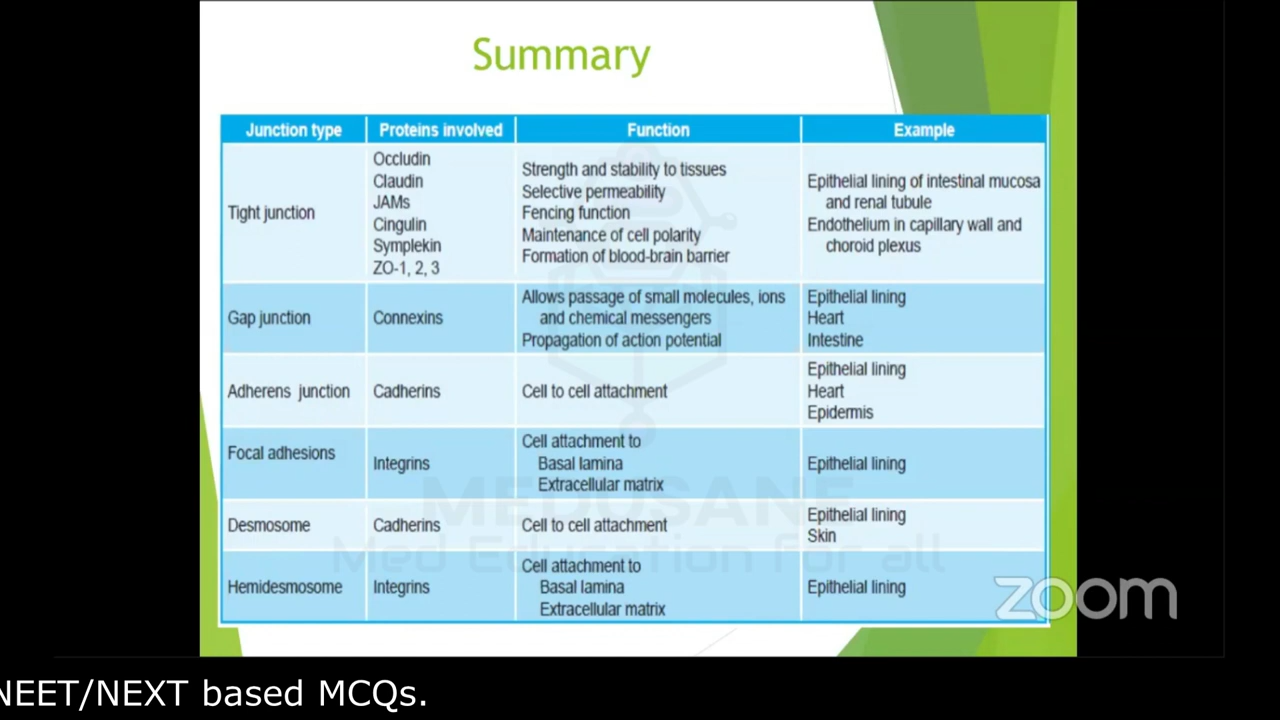 Summary
Junction type
Proteins involved
Function
Example
Tight junction
Occludin
Claudin
JAMs
Cingulin
Symplekin
ZO-1, 2, 3
Strength and stability to tissues
Selective permeability
Fencing function
Maintenance of cell polarity
Formation of blood-brain barrier
Epithelial lining of intestinal mucosa
and renal tubule
Endothelium in capillary wall and
choroid plexus
Gap junction
Connexins
Allows passage of small molecules, ions
and chemical messengers
Propagation of action potential
Epithelial lining
Heart
Intestine
Adherens junction
Cadherins
Cell to cell attachment
Epithelial lining
Heart
Epidermis
Focal adhesions
Integrins
Cell attachment to
Basal lamina
Extracellular matrix
Epithelial lining
Desmosome
Cadherins
Cell to cell attachment
Epithelial lining
Skin
Hemidesmosome
Integrins
Cell attachment to
Basal lamina
Extracellular matrix
Epithelial lining
MEDUSANE
Med Education for all
zoom
NEET/NEXT based MCQs.